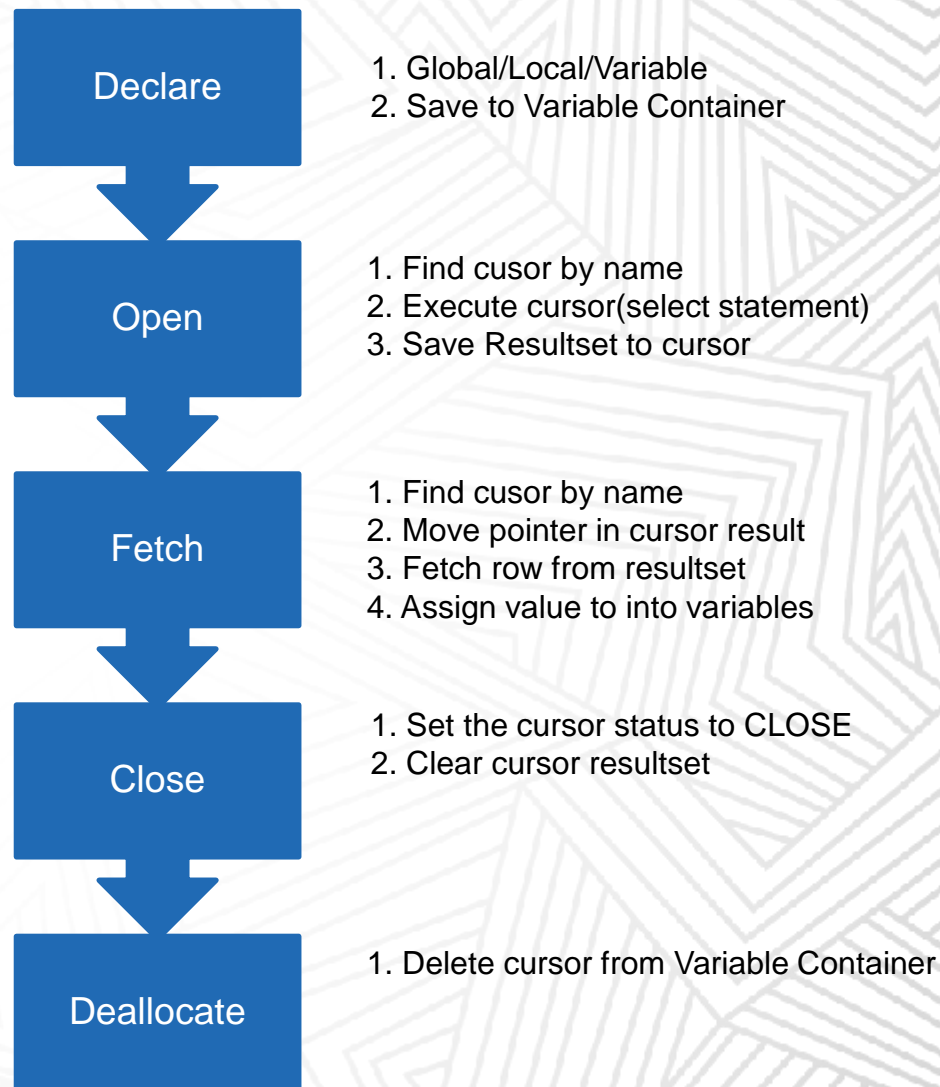 Declare
1. Global/Local/Variable
2. Save to Variable Container
Open
1. Find cusor by name
2. Execute cursor(select statement)
3. Save Resultset to cursor
Fetch
1. Find cusor by name
2. Move pointer in cursor result
3. Fetch row from resultset
4. Assign value to into variables
Close
1. Set the cursor status to CLOSE
2. Clear cursor resultset
Deallocate
1. Delete cursor from Variable Container